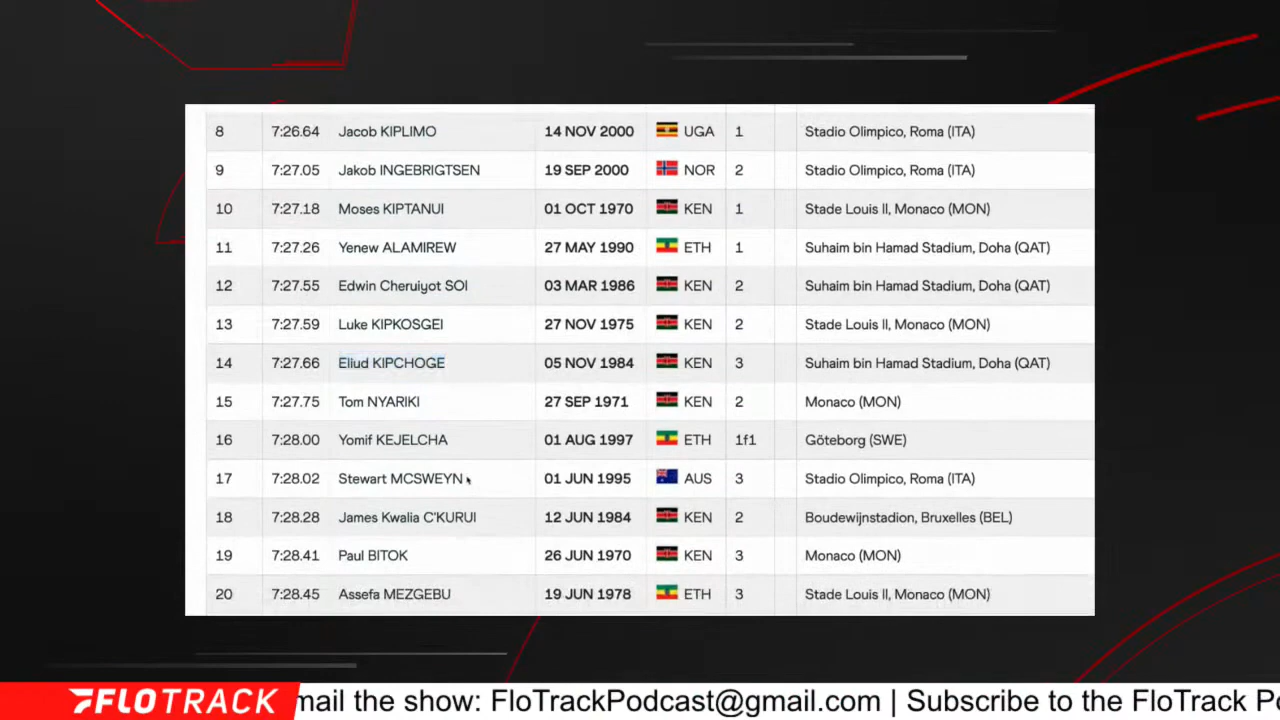 8 7:26.64 Jacob KIPLIMO 14 NOV 2000 UGA 1 Stadio Olimpico, Roma (ITA)
9 7:27.05 Jakob INGEBRIGTSEN 19 SEP 2000 NOR 2 Stadio Olimpico, Roma (ITA)
10 7:27.18 Moses KIPTANUI 01 OCT 1970 KEN 1 Stade Louis II, Monaco (MON)
11 7:27.26 Yenew ALAMIREW 27 MAY 1990 ETH 1 Suhaim bin Hamad Stadium, Doha (QAT)
12 7:27.55 Edwin Cheruiyot SOI 03 MAR 1986 KEN 2 Suhaim bin Hamad Stadium, Doha (QAT)
13 7:27.59 Luke KIPKOSGEI 27 NOV 1975 KEN 2 Stade Louis II, Monaco (MON)
14 7:27.66 Eliud KIPCHOGE 05 NOV 1984 KEN 3 Suhaim bin Hamad Stadium, Doha (QAT)
15 7:27.75 Tom NYARIKI 27 SEP 1971 KEN 2 Monaco (MON)
16 7:28.00 Yomif KEJELCHA 01 AUG 1997 ETH 1f1 Göteborg (SWE)
17 7:28.02 Stewart MCSWEYN 01 JUN 1995 AUS 3 Stadio Olimpico, Roma (ITA)
18 7:28.28 James Kwalia C'KURUI 12 JUN 1984 KEN 2 Boudewijnstadion, Bruxelles (BEL)
19 7:28.41 Paul BITOK 26 JUN 1970 KEN 3 Monaco (MON)
20 7:28.45 Assefa MEZGEBU 19 JUN 1978 ETH 3 Stade Louis II, Monaco (MON)
FLOTRACK mail the show: FloTrackPodcast@gmail.com | Subscribe to the FloTrack P